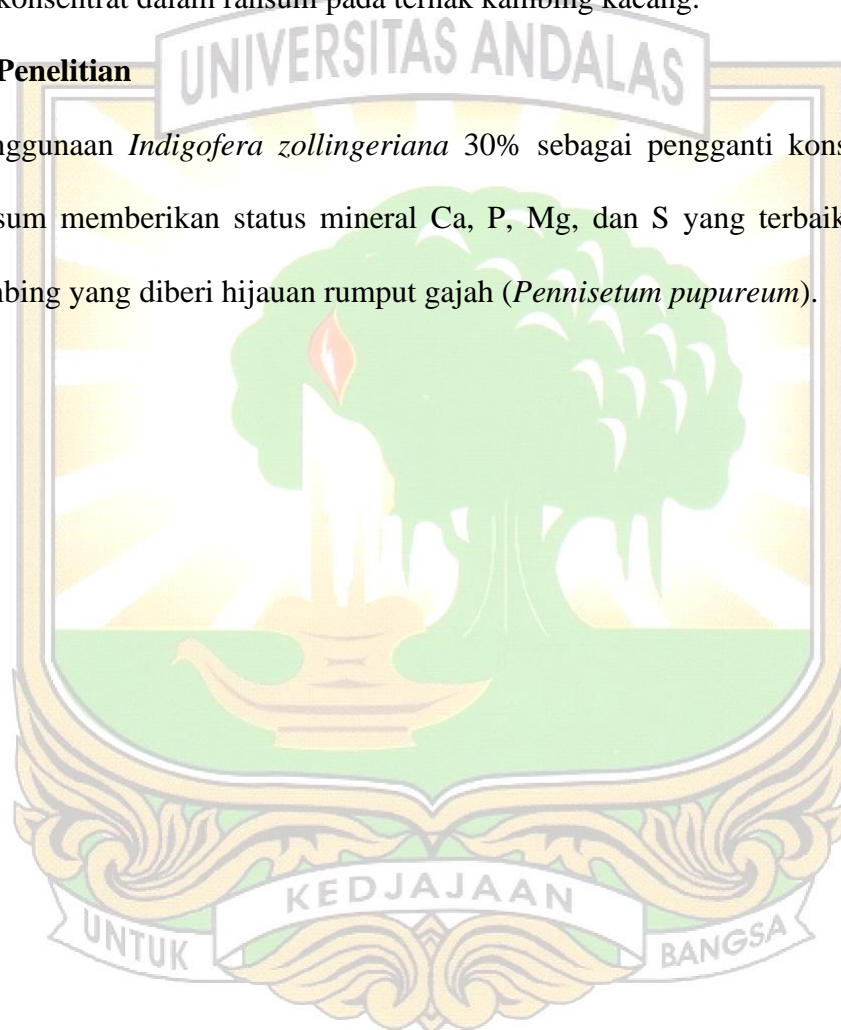 konsentrat dalam ransum pada ternak kambing kacang.
UNIVERSITAS ANDALAS
Penelitian
nggunaan Indigofera zollingeriana 30% sebagai pengganti kons
sum memberikan status mineral Ca, P, Mg, dan S yang terbaik
nbing yang diberi hijauan rumput gajah (Pennisetum pupureum).
KEDJAJAAN
UNTUK
BANGSA